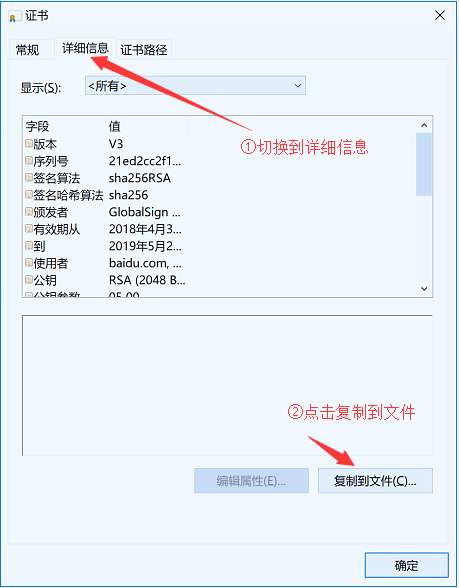 证书
常规 详细信息 证书路径
显示(S): <所有>
字段 值
版本 V3
序列号 21ed2cc2f1...
签名算法 sha256RSA
签名哈希算法 sha256
颁发者 GlobalSign ...
有效期从 2018年4月3...
到 2019年5月2...
使用者 baidu.com, ...
公钥 RSA (2048 B...
公钥参数 05 00
①切换到详细信息
②点击复制到文件
编辑属性(E)... 复制到文件(C)...
确定